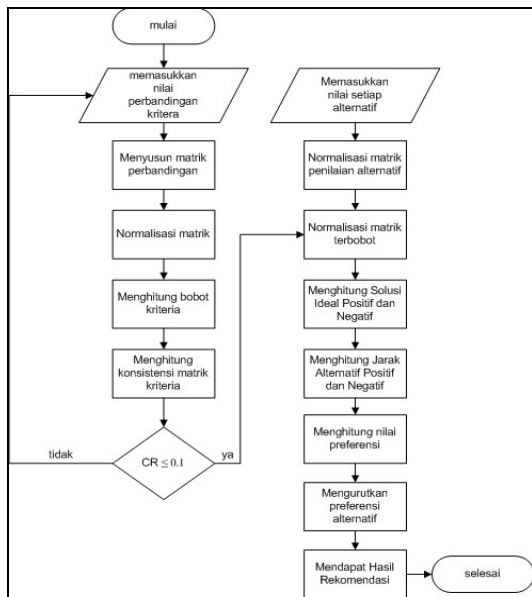 mulai
memasukkan
nilai
perbandingan
kritera
Menyusun matrik
perbandingan
Normalisasi matrik
Menghitung bobot
kriteria
Menghitung
konsistensi matrik
kriteria
CR ≤ 0.1
tidak
ya
Memasukkan
nilai setiap
alternatif
Normalisasi matrik
penilaian alternatif
Normalisasi matrik
terbobot
Menghitung Solusi
Ideal Positif dan
Negatif
Menghitung Jarak
Alternatif Positif
dan Negatif
Menghitung nilai
preferensi
Mengurutkan
preferensi
alternatif
Mendapat Hasil
Rekomendasi
selesai